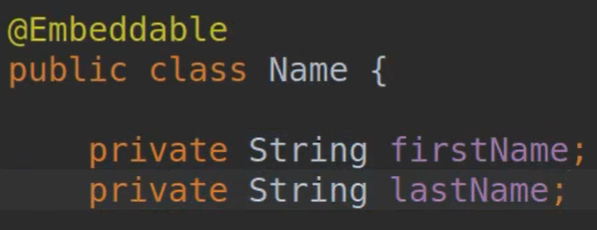 @Embeddable
public class Name {
private String firstName;
private String lastName;